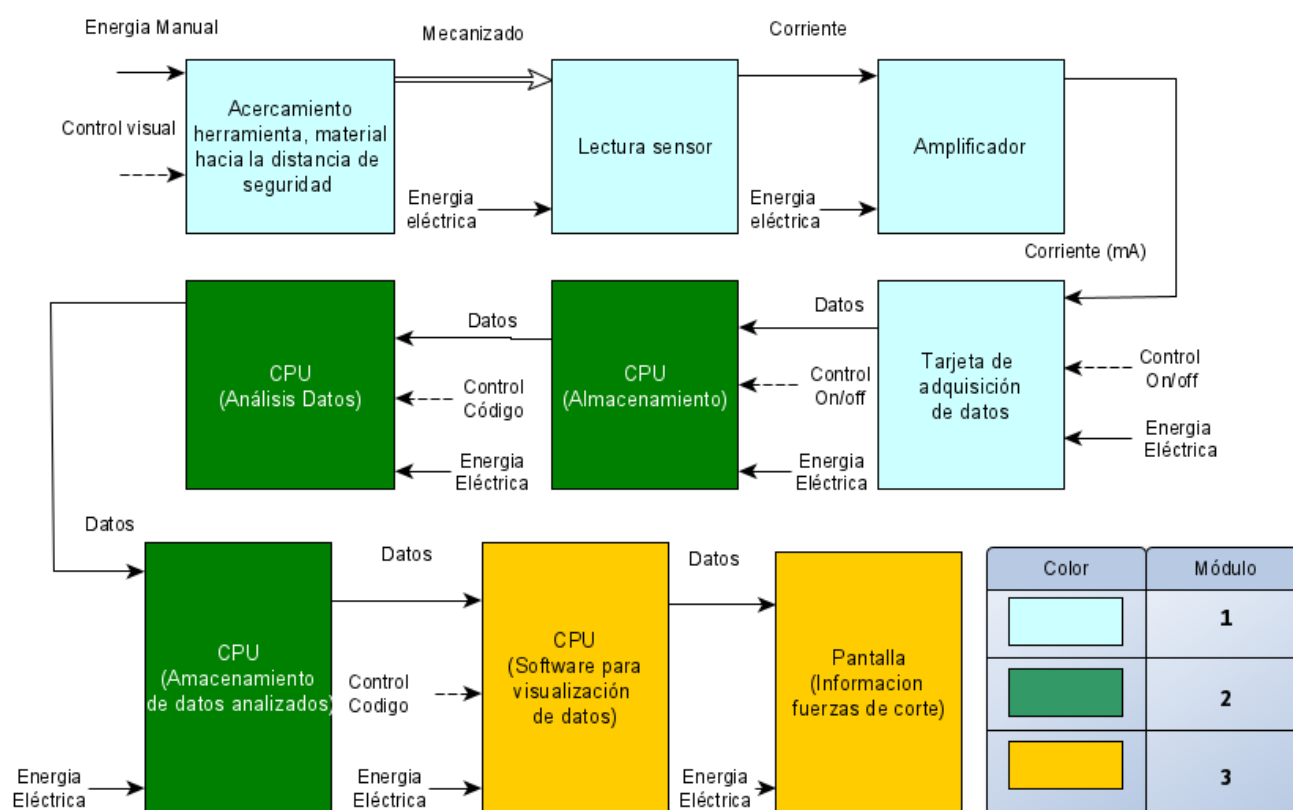 Energia Manual
Mecanizado
Corriente
Control visual
Acercamiento
herramienta, material
hacia la distancia de
seguridad
Lectura sensor
Amplificador
Energia
eléctrica
Energia
eléctrica
Corriente (mA)
CPU
(Análisis Datos)
Datos
Control
Código
Energia
Eléctrica
CPU
(Almacenamiento)
Datos
Control
On/off
Energia
Eléctrica
Tarjeta de
adquisición
de datos
Control
On/off
Energia
Eléctrica
Datos
CPU
(Amacenamiento
de datos analizados)
Energia
Eléctrica
Datos
Control
Codigo
Energia
Eléctrica
CPU
(Software para
visualización
de datos)
Datos
Energia
Eléctrica
Pantalla
(Informacion
fuerzas de corte)
Color Módulo
1
2
3